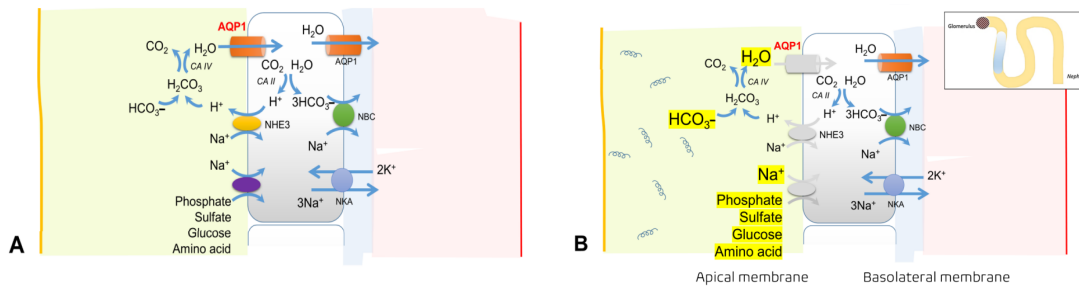 AQP1
CO₂
H₂O
CA IV
H₂CO₃
HCO₃–
H⁺
NHE3
Na⁺
Na⁺
Phosphate
Sulfate
Glucose
Amino acid
H₂O
AQP1
CO₂ H₂O
CA II
H⁺
3HCO₃–
NBC
Na⁺
2K⁺
3Na⁺
NKA
A
AQP1
CO₂
H₂O
CA IV
H₂CO₃
HCO₃–
H⁺
NHE3
Na⁺
Na⁺
Phosphate
Sulfate
Glucose
Amino acid
H₂O
AQP1
CO₂ H₂O
CA II
H⁺
3HCO₃–
NBC
Na⁺
2K⁺
3Na⁺
NKA
B
Glomerulus
Apical membrane
Basolateral membrane